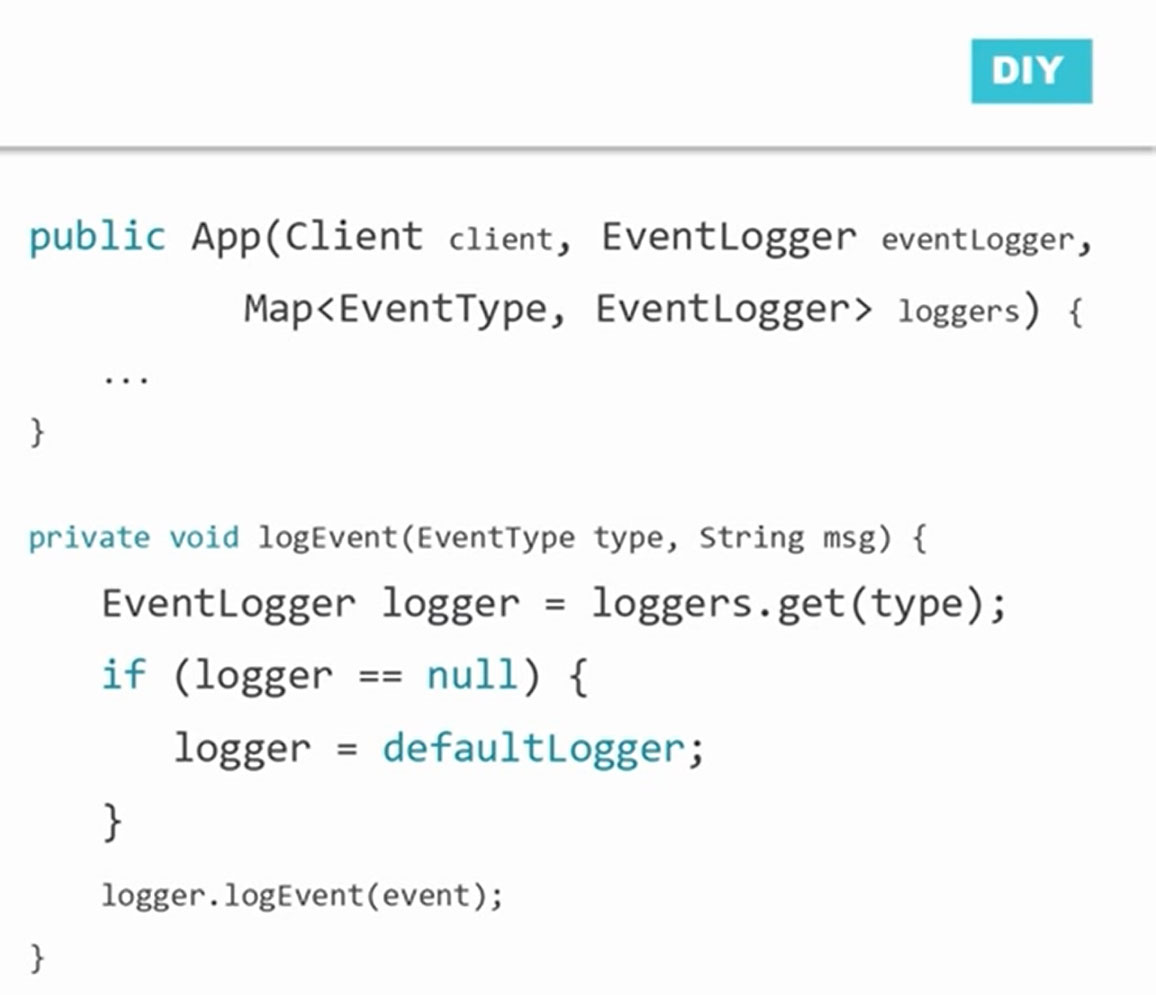 DIY
public App(Client client, EventLogger eventLogger,
Map<EventType, EventLogger> loggers) {
...
}
private void logEvent(EventType type, String msg) {
EventLogger logger = loggers.get(type);
if (logger == null) {
logger = defaultLogger;
}
logger.logEvent(event);
}